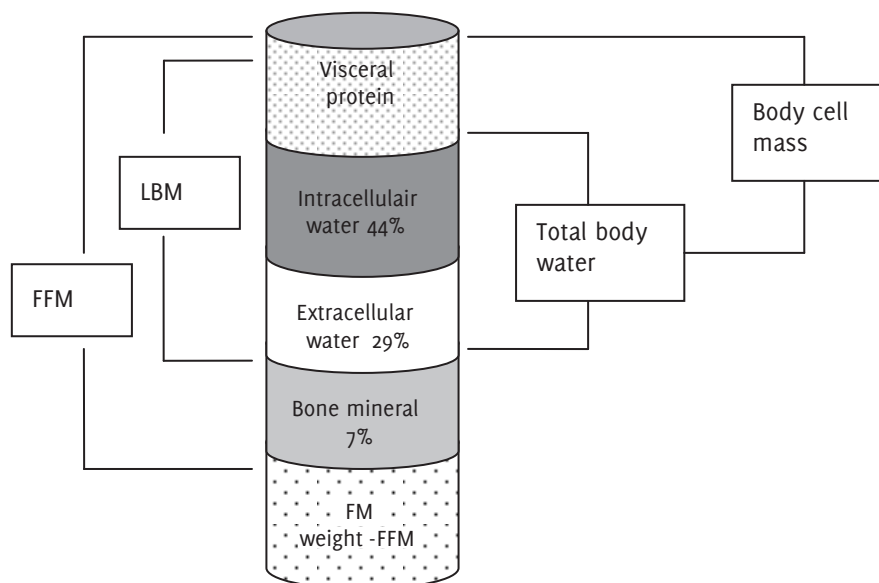 Visceral
protein
Body cell
mass
LBM
Intracellulair
water 44%
Total body
water
FFM
Extracellular
water 29%
Bone mineral
7%
FM
weight -FFM